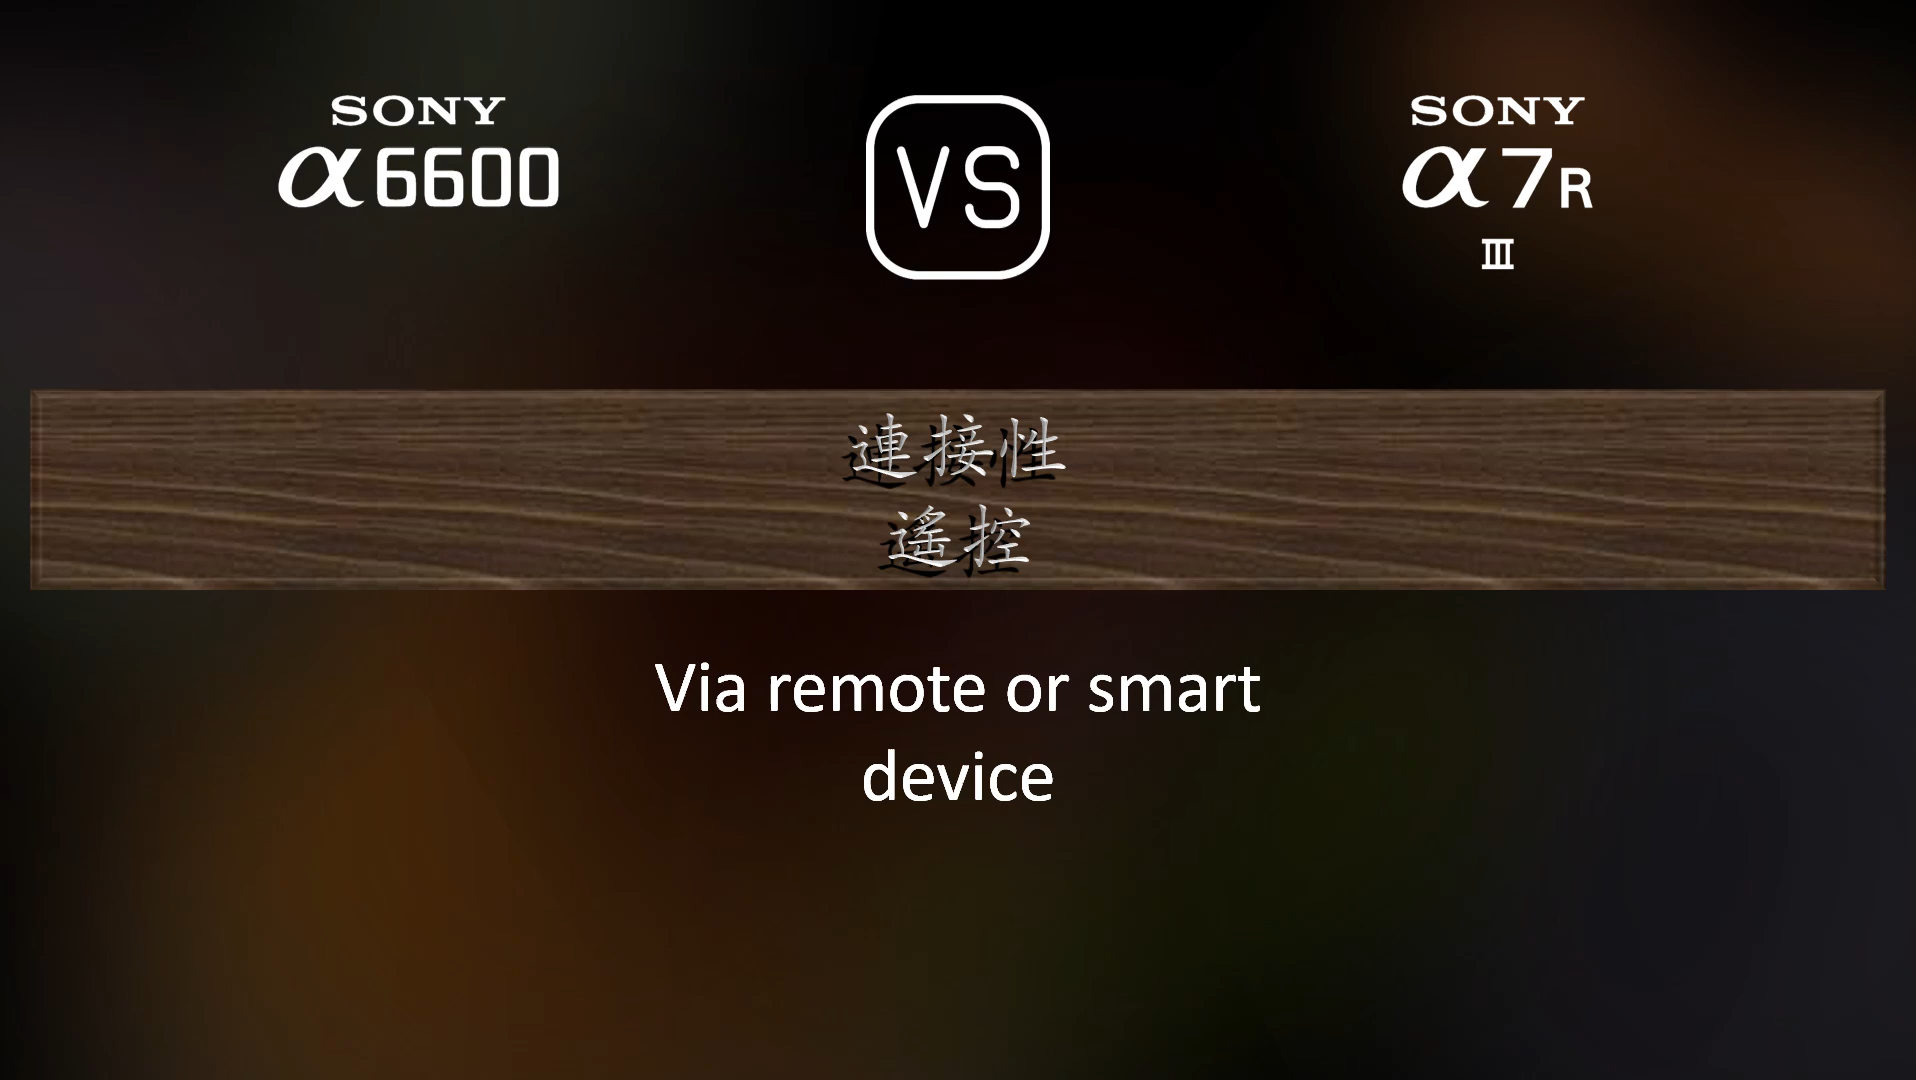 SONY
α6600
VS
SONY
α7R
III
連接性
遙控
Via remote or smart
device